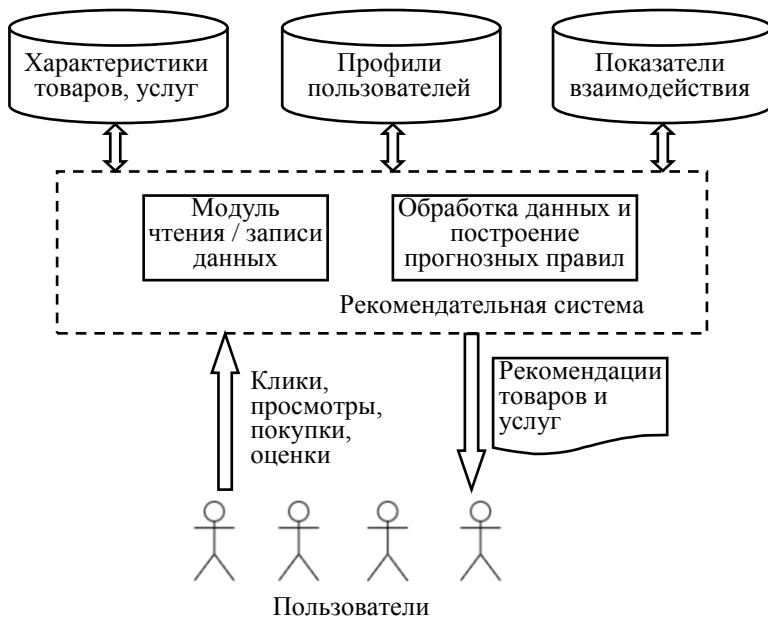 Характеристики
товаров, услуг
Профили
пользователей
Показатели
взаимодействия
Модуль
чтения / записи
данных
Обработка данных и
построение
прогнозных правил
Рекомендательная система
Клики,
просмотры,
покупки,
оценки
Рекомендации
товаров и
услуг
Пользователи